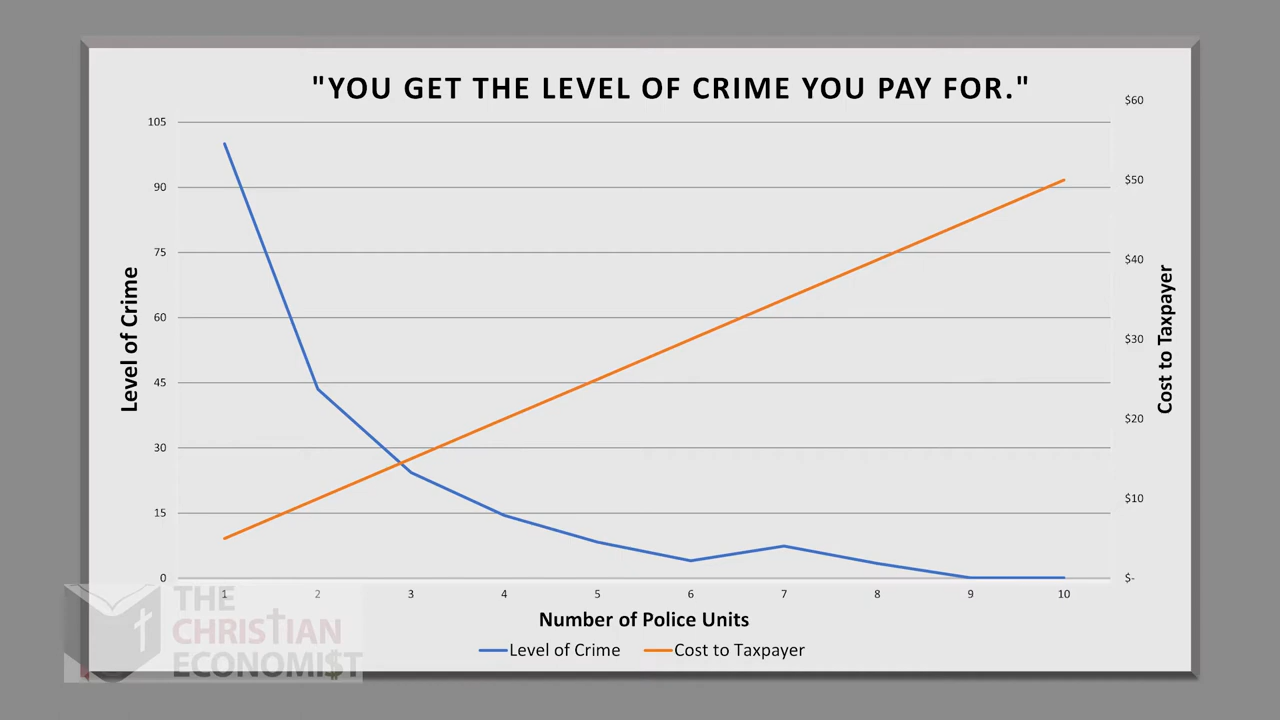 "YOU GET THE LEVEL OF CRIME YOU PAY FOR."
$60
105
90
75
60
45
30
15
0
Level of Crime
$50
$40
$30
$20
$10
$-
Cost to Taxpayer
1 2 3 4 5 6 7 8 9 10
Number of Police Units
Level of Crime Cost to Taxpayer
THE
CHRISTIAN
ECONOMI$T